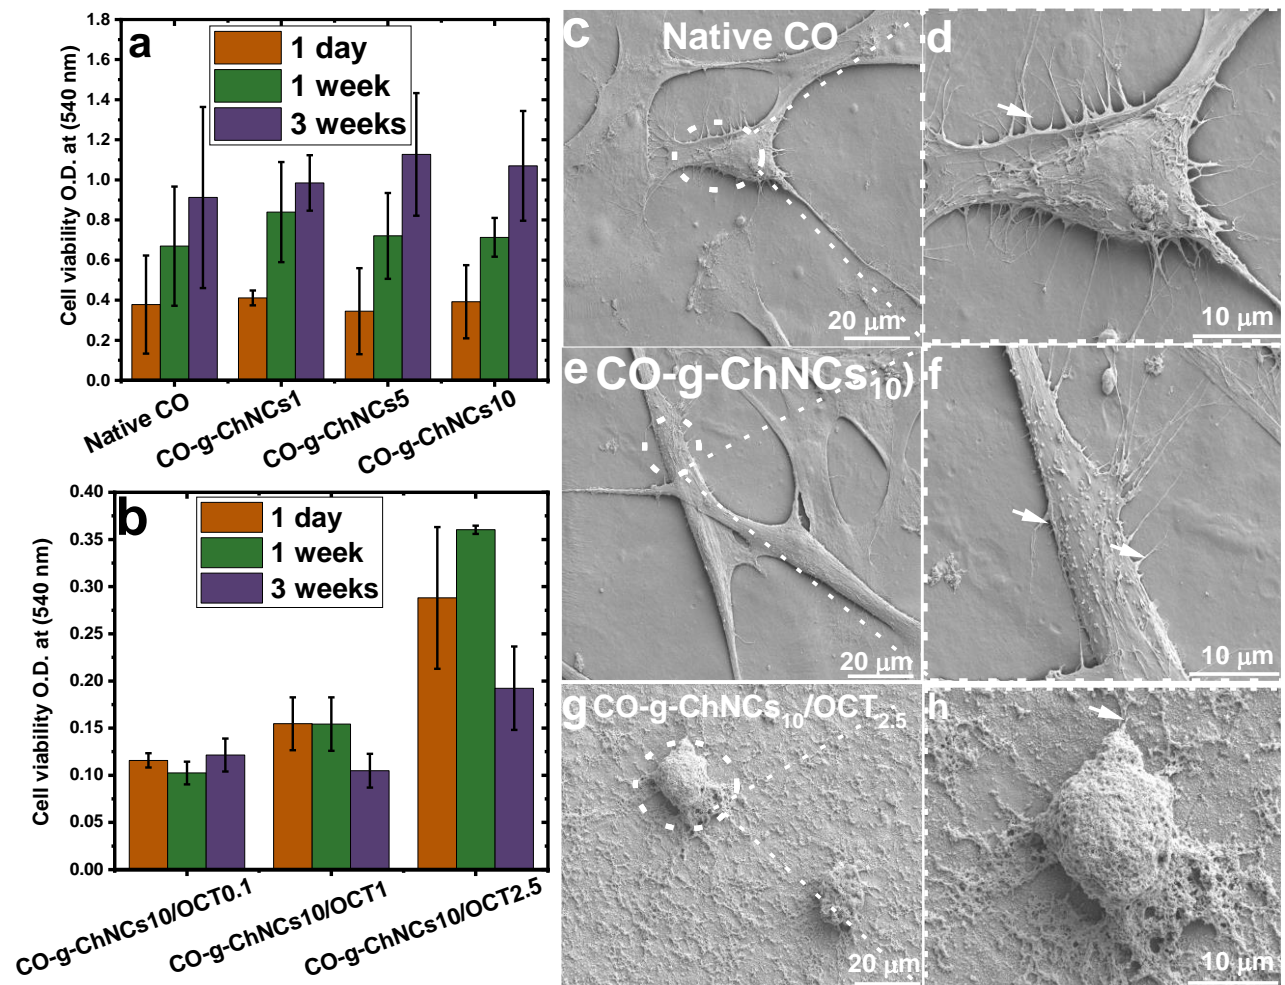 a
1 day
1 week
3 weeks
Cell viability O.D. at (540 nm)
1.8
1.6
1.4
1.2
1.0
0.8
0.6
0.4
0.2
0.0
Native CO
CO-g-ChNCs1
CO-g-ChNCs5
CO-g-ChNCs10
b
1 day
1 week
3 weeks
Cell viability O.D. at (540 nm)
0.40
0.35
0.30
0.25
0.20
0.15
0.10
0.05
0.00
CO-g-ChNCs10/OCT0.1
CO-g-ChNCs10/OCT1
CO-g-ChNCs10/OCT2.5
c
Native CO
20 μm
d
10 μm
e
CO-g-ChNCs10)
20 μm
f
10 μm
g
CO-g-ChNCs10/OCT2.5
20 μm
h
10 μm